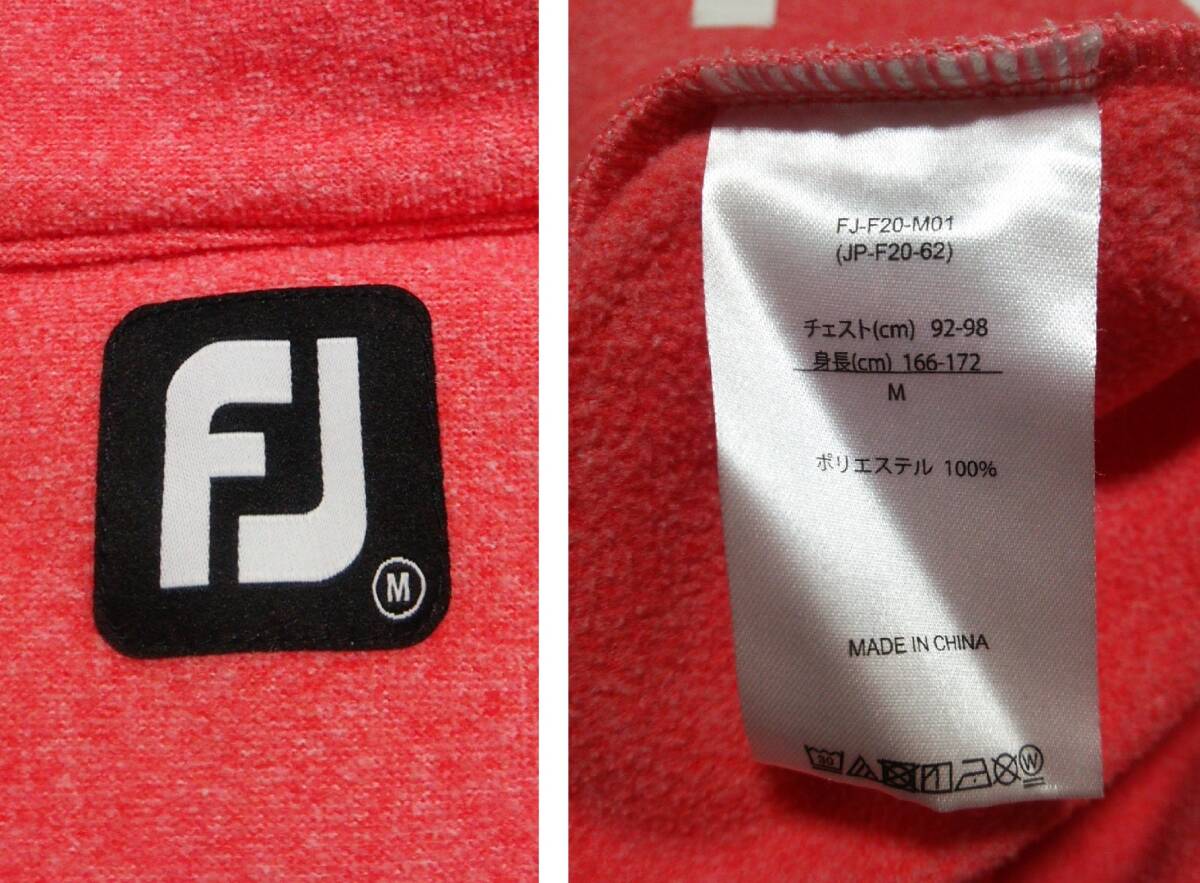 FJ
M
FJ-F20-M01
(JP-F20-62)
チェスト(cm) 92-98
身長(cm) 166-172
M
ポリエステル 100%
MADE IN CHINA
30 W